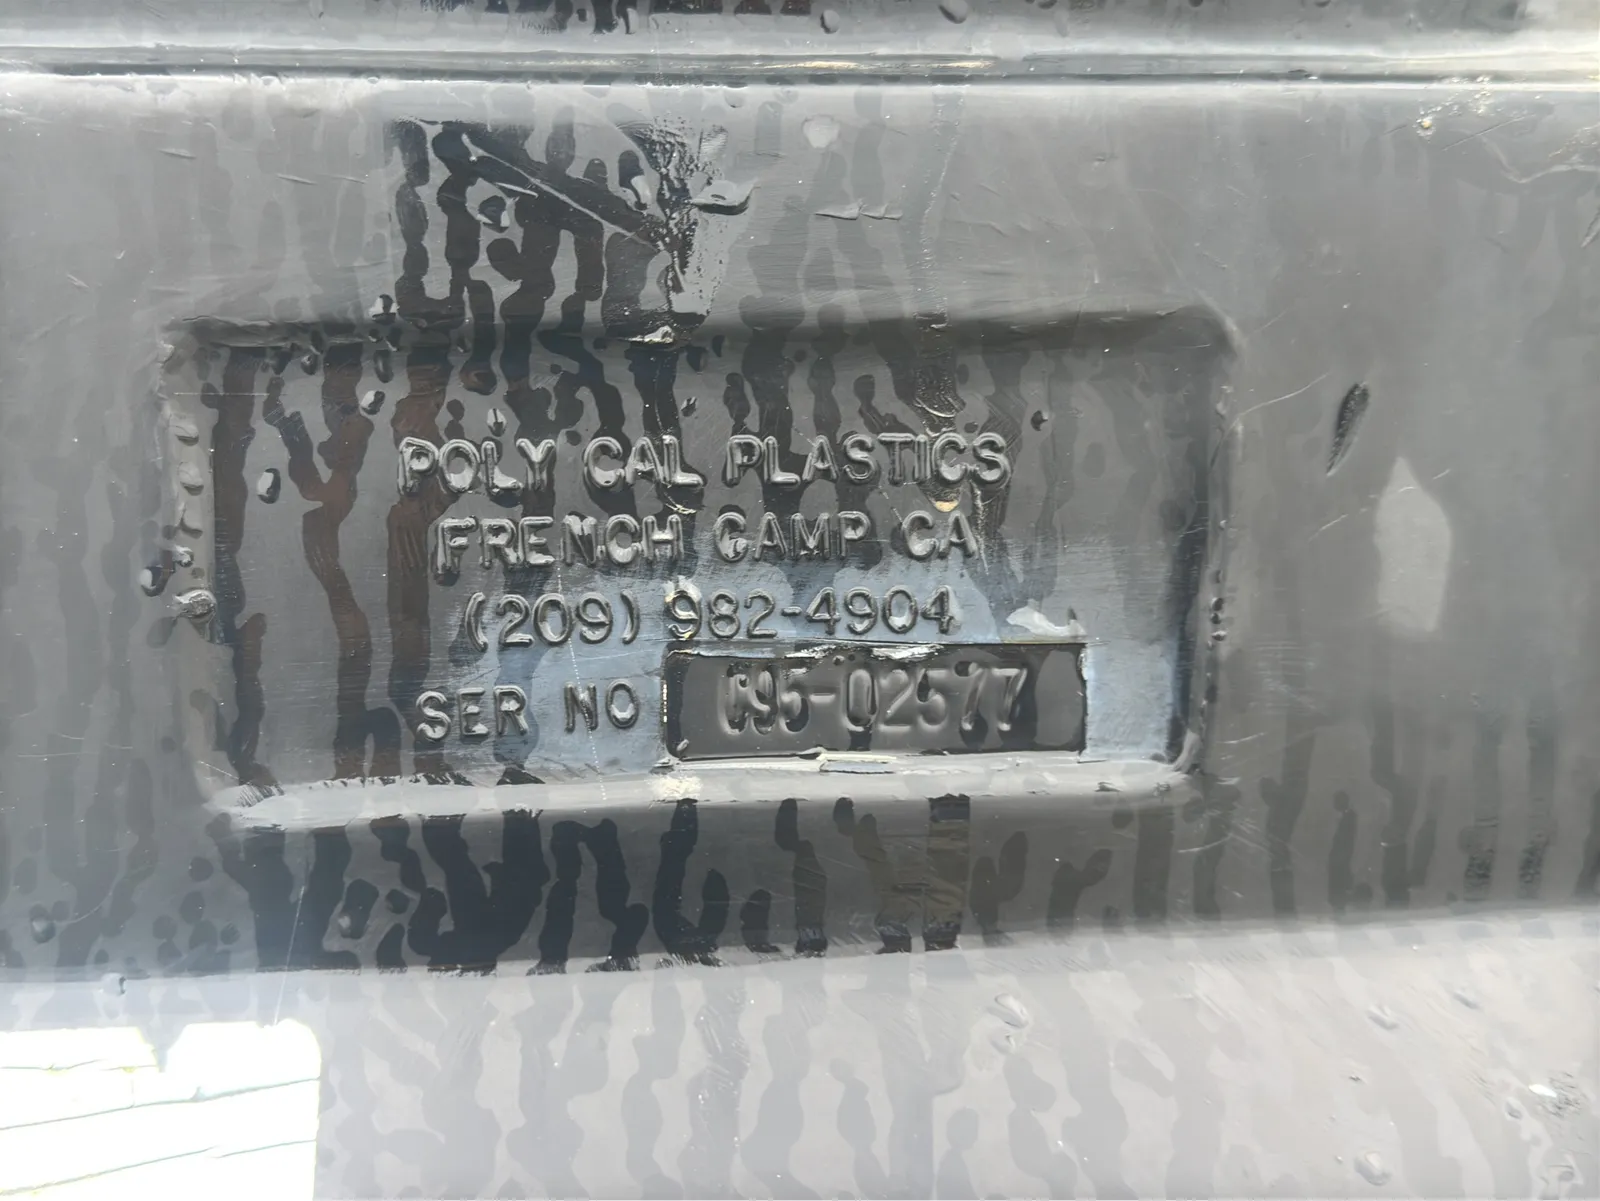 POLY CAL PLASTICS
FRENCH CAMP CA
(209) 982-4904
SER NO C95-02577